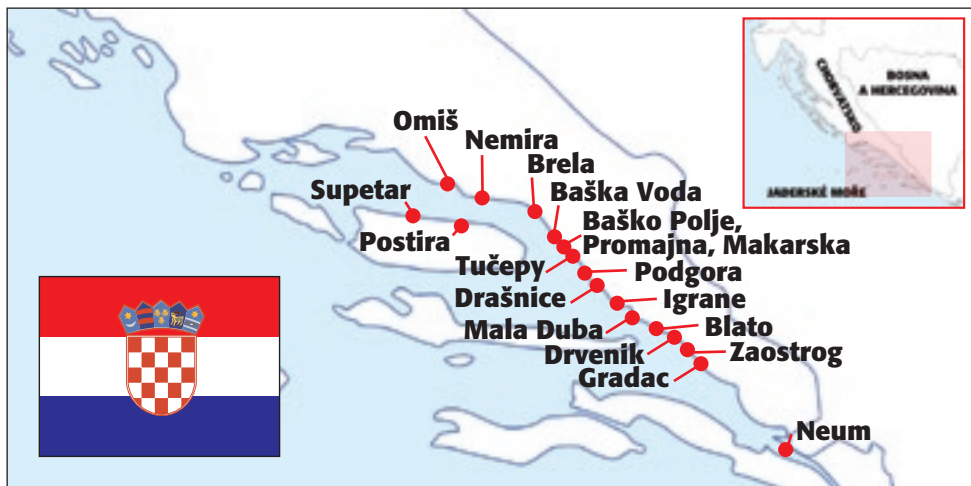 CHORVATSKO
BOSNA
A HERCEGOVINA
JADERSKÉ MOŘE
Omiš
Nemira
Brela
Supetar
Baška Voda
Postira
Baško Polje,
Promajna, Makarska
Tučepy
Podgora
Drašnice
Igrane
Mala Duba
Blato
Drvenik
Zaostrog
Gradac
Neum